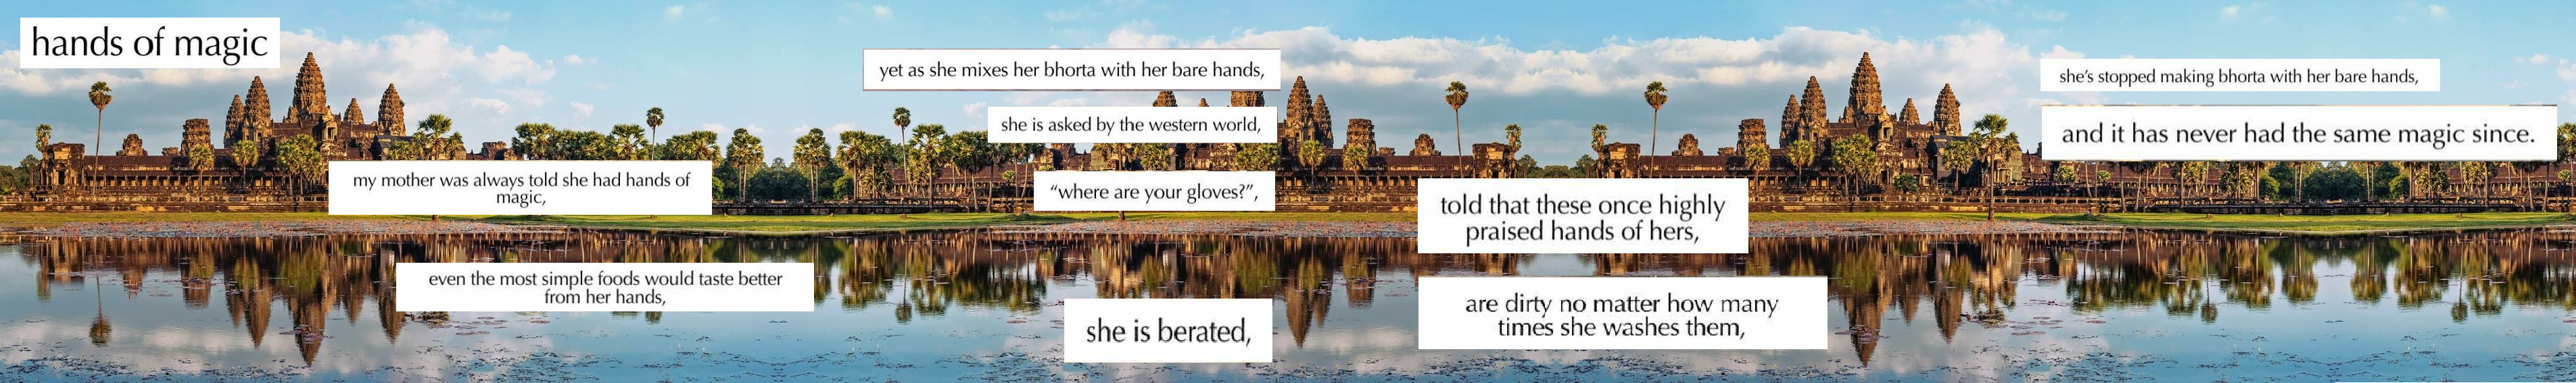 hands of magic
my mother was always told she had hands of
magic,
even the most simple foods would taste better
from her hands,
yet as she mixes her bhorta with her bare hands,
she is asked by the western world,
“where are your gloves?”,
she is berated,
told that these once highly
praised hands of hers,
are dirty no matter how many
times she washes them,
she’s stopped making bhorta with her bare hands,
and it has never had the same magic since.